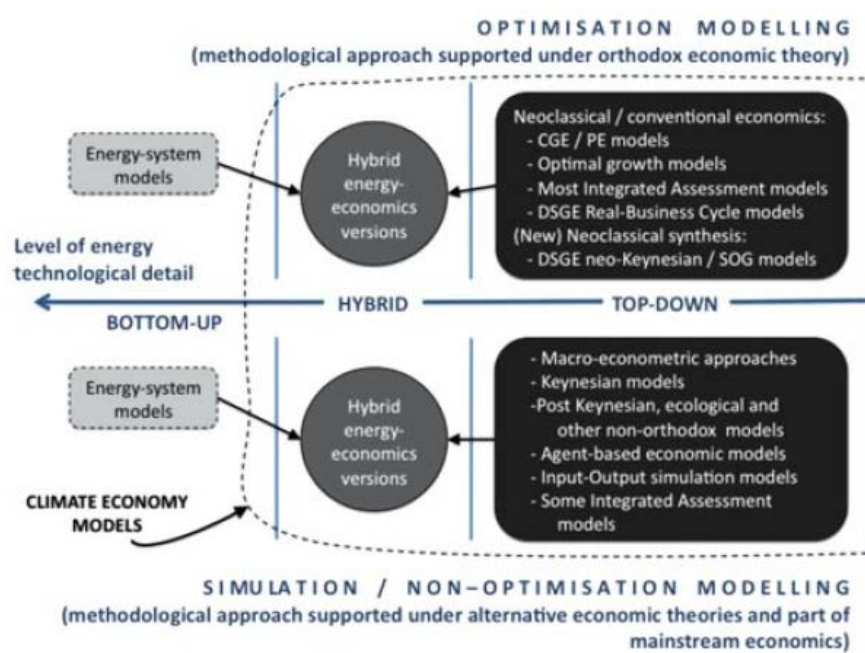 OPTIMISATION MODELLING
(methodological approach supported under orthodox economic theory)
Energy-system
models
Hybrid
energy-
economics
versions
Neoclassical / conventional economics:
- CGE / PE models
- Optimal growth models
- Most Integrated Assessment models
- DSGE Real-Business Cycle models
(New) Neoclassical synthesis:
- DSGE neo-Keynesian / SOG models
Level of energy
technological detail
BOTTOM-UP
HYBRID
TOP-DOWN
Energy-system
models
Hybrid
energy-
economics
versions
- Macro-econometric approaches
- Keynesian models
-Post Keynesian, ecological and
other non-orthodox models
- Agent-based economic models
- Input-Output simulation models
- Some Integrated Assessment
models
CLIMATE ECONOMY
MODELS
SIMULATION / NON–OPTIMISATION MODELLING
(methodological approach supported under alternative economic theories and part of
mainstream economics)